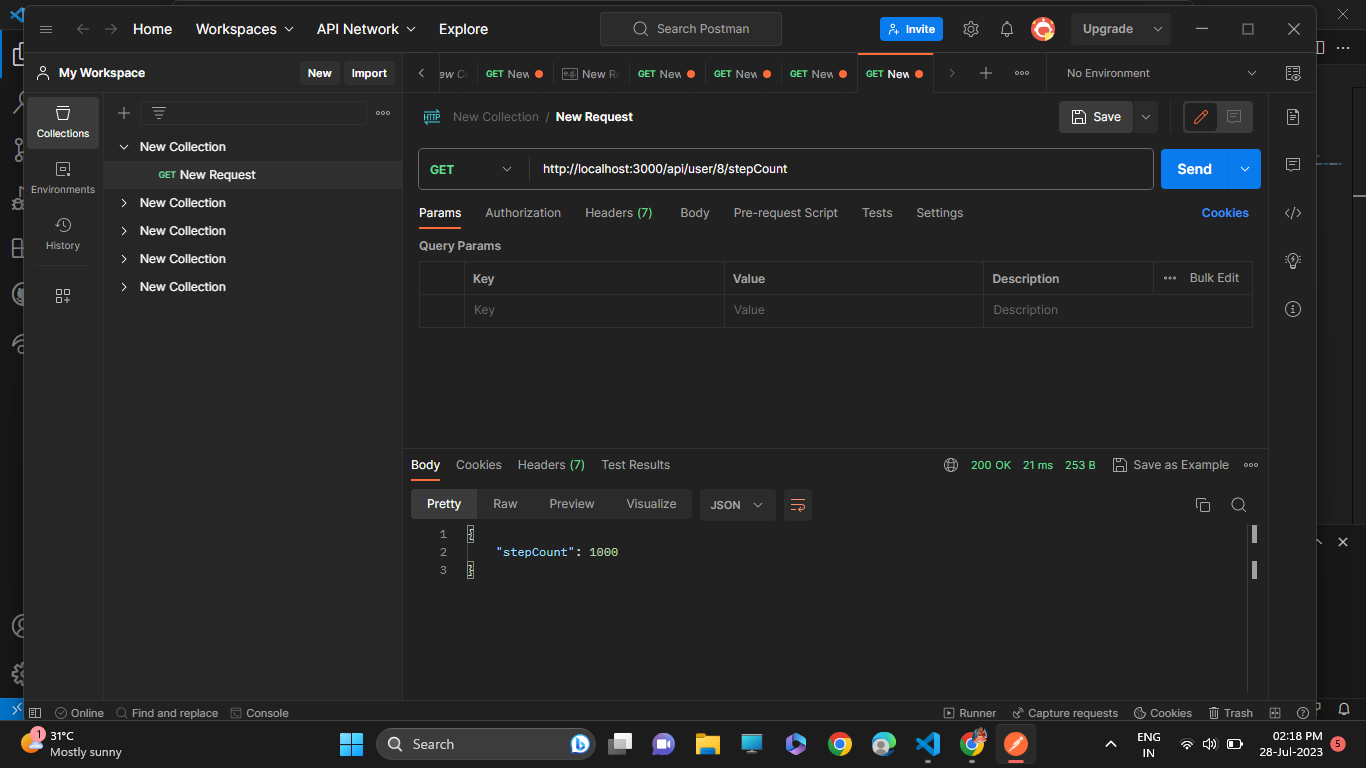 Home
Workspaces
API Network
Explore
Search Postman
Invite
Upgrade
My Workspace
New
Import
GET New
New R
GET New
GET New
GET New
GET New
No Environment
Collections
Environments
History
New Collection
GET New Request
New Collection
New Collection
New Collection
New Collection
HTTP
New Collection / New Request
Save
GET
http://localhost:3000/api/user/8/stepCount
Send
Params
Authorization
Headers (7)
Body
Pre-request Script
Tests
Settings
Cookies
Query Params
Key
Value
Description
Bulk Edit
Key
Value
Description
Body
Cookies
Headers (7)
Test Results
200 OK
21 ms
253 B
Save as Example
Pretty
Raw
Preview
Visualize
JSON
1 {
2 "stepCount": 1000
3 }
Online
Find and replace
Console
Runner
Capture requests
Cookies
Trash
1
31°C
Mostly sunny
Search
ENG
IN
02:18 PM
28-Jul-2023
5